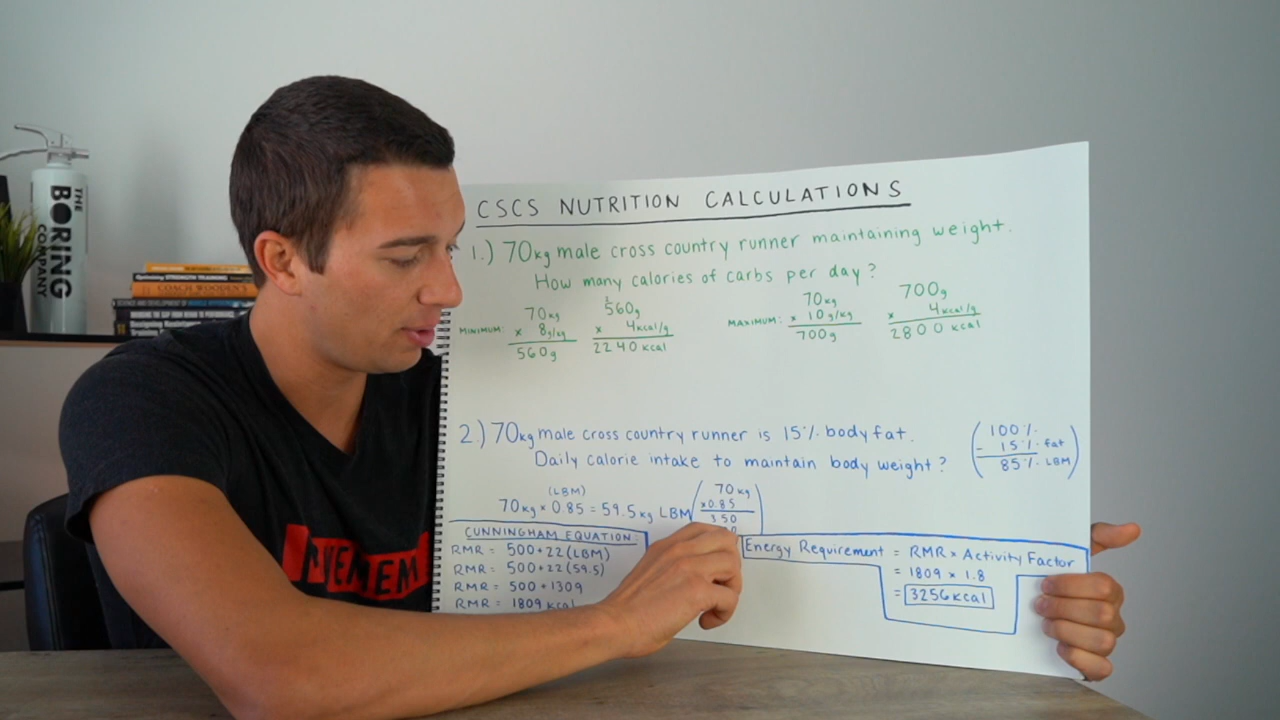 THE BORING COMPANY
STRENGTH TRAINING
COACH WOODEN'S
CSCS NUTRITION CALCULATIONS
1.) 70kg male cross country runner maintaining weight.
How many calories of carbs per day?
MINIMUM:
70kg
x 8g/kg
560g
2
560g
x 4kcal/g
2240 kcal
MAXIMUM:
70kg
x 10g/kg
700g
700g
x 4kcal/g
2800 kcal
2.) 70kg male cross country runner is 15% body fat.
Daily calorie intake to maintain body weight?
100%
- 15% fat
85% LBM
(LBM)
70kg x 0.85 = 59.5kg LBM
70kg
x0.85
350
CUNNINGHAM EQUATION:
RMR = 500+22(LBM)
RMR = 500+22(59.5)
RMR = 500+1309
RMR = 1809 kcal
Energy Requirement = RMR x Activity Factor
= 1809 x 1.8
= 3256kcal